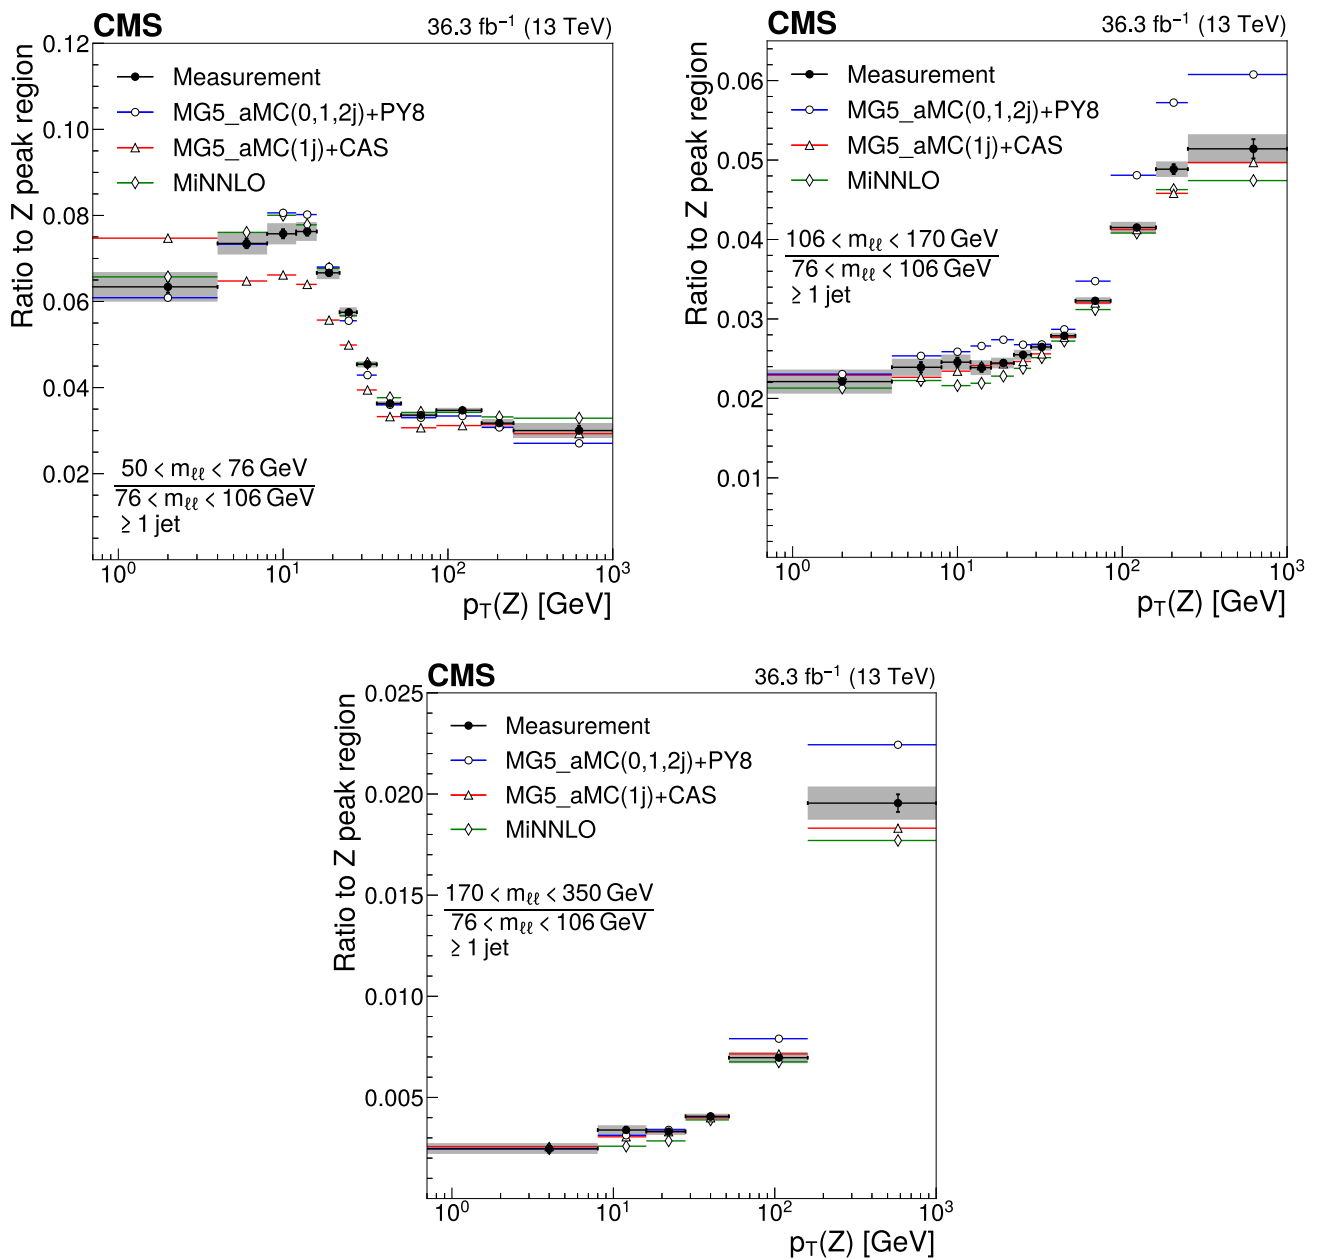 CMS 36.3 fb⁻¹ (13 TeV)
Ratio to Z peak region
0.12
0.10
0.08
0.06
0.04
0.02
Measurement
MG5_aMC(0,1,2j)+PY8
MG5_aMC(1j)+CAS
MiNNLO
50 < mℓℓ < 76 GeV
76 < mℓℓ < 106 GeV
≥ 1 jet
10⁰ 10¹ 10² 10³
pT(Z) [GeV]
CMS 36.3 fb⁻¹ (13 TeV)
Ratio to Z peak region
0.06
0.05
0.04
0.03
0.02
0.01
Measurement
MG5_aMC(0,1,2j)+PY8
MG5_aMC(1j)+CAS
MiNNLO
106 < mℓℓ < 170 GeV
76 < mℓℓ < 106 GeV
≥ 1 jet
10⁰ 10¹ 10² 10³
pT(Z) [GeV]
CMS 36.3 fb⁻¹ (13 TeV)
Ratio to Z peak region
0.025
0.020
0.015
0.010
0.005
Measurement
MG5_aMC(0,1,2j)+PY8
MG5_aMC(1j)+CAS
MiNNLO
170 < mℓℓ < 350 GeV
76 < mℓℓ < 106 GeV
≥ 1 jet
10⁰ 10¹ 10² 10³
pT(Z) [GeV]